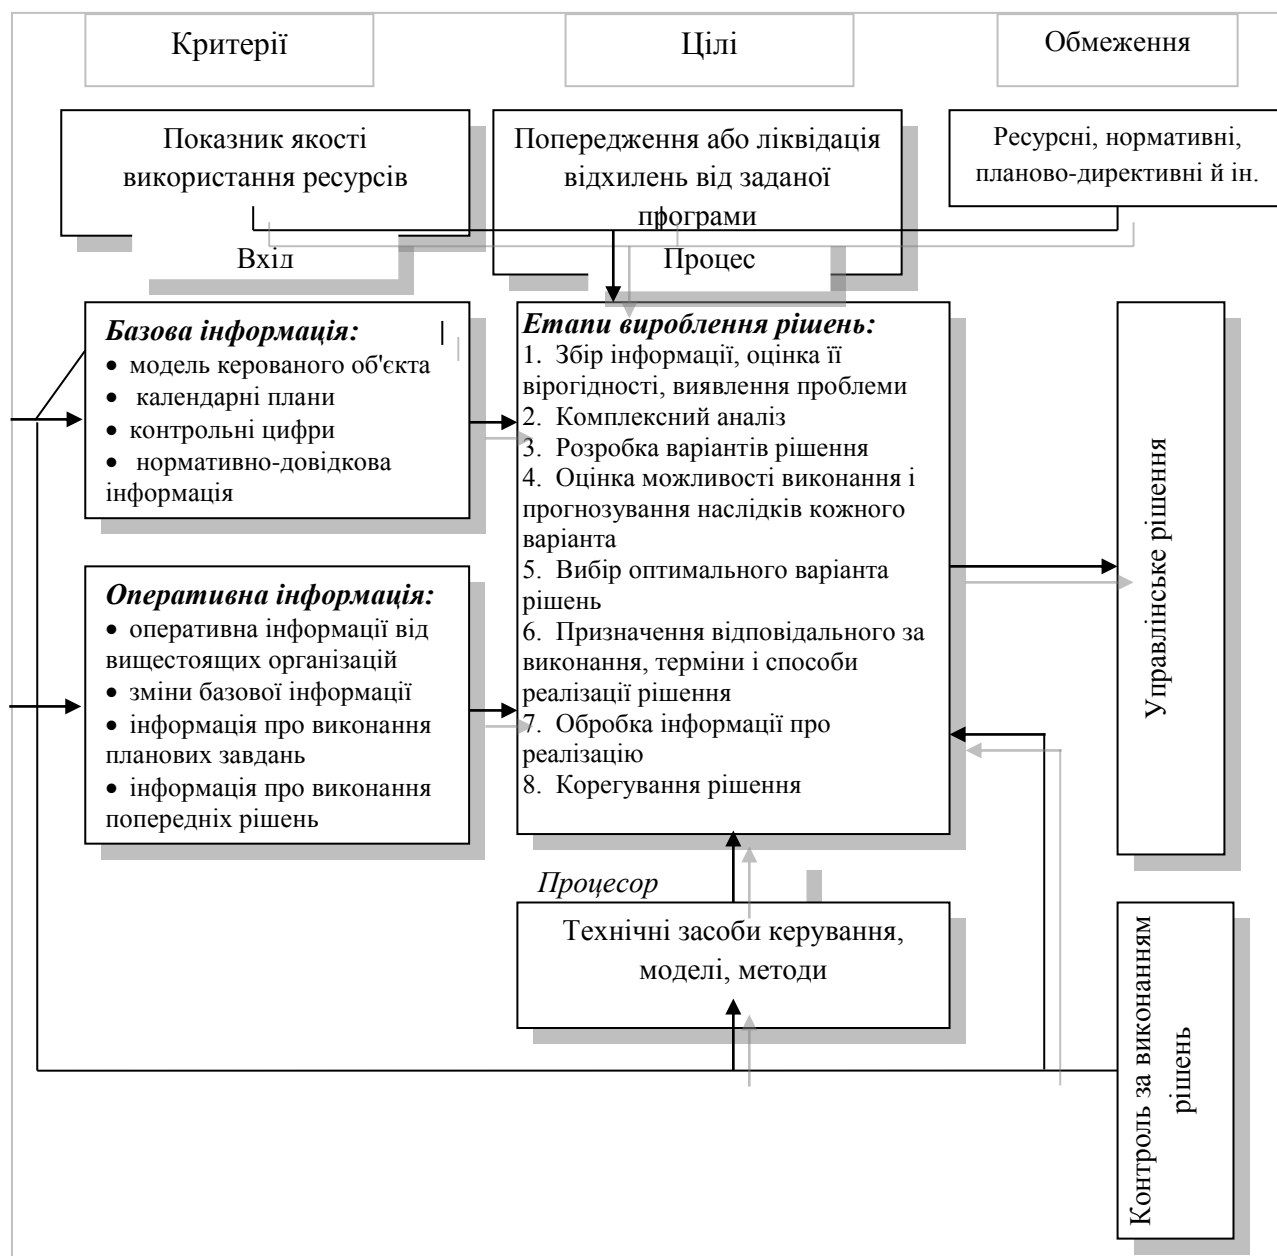 Критерії
Цілі
Обмеження
Показник якості
використання ресурсів
Попередження або ліквідація
відхилень від заданої
програми
Ресурсні, нормативні,
планово-директивні й ін.
Вхід
Процес
Базова інформація:
• модель керованого об'єкта
• календарні плани
• контрольні цифри
• нормативно-довідкова
інформація
Оперативна інформація:
• оперативна інформації від
вищестоящих організацій
• зміни базової інформації
• інформація про виконання
планових завдань
• інформація про виконання
попередніх рішень
Етапи вироблення рішень:
1. Збір інформації, оцінка її
вірогідності, виявлення проблеми
2. Комплексний аналіз
3. Розробка варіантів рішення
4. Оцінка можливості виконання і
прогнозування наслідків кожного
варіанта
5. Вибір оптимального варіанта
рішень
6. Призначення відповідального за
виконання, терміни і способи
реалізації рішення
7. Обробка інформації про
реалізацію
8. Корегування рішення
Управлінське рішення
Процесор
Технічні засоби керування,
моделі, методи
Контроль за виконанням
рішень